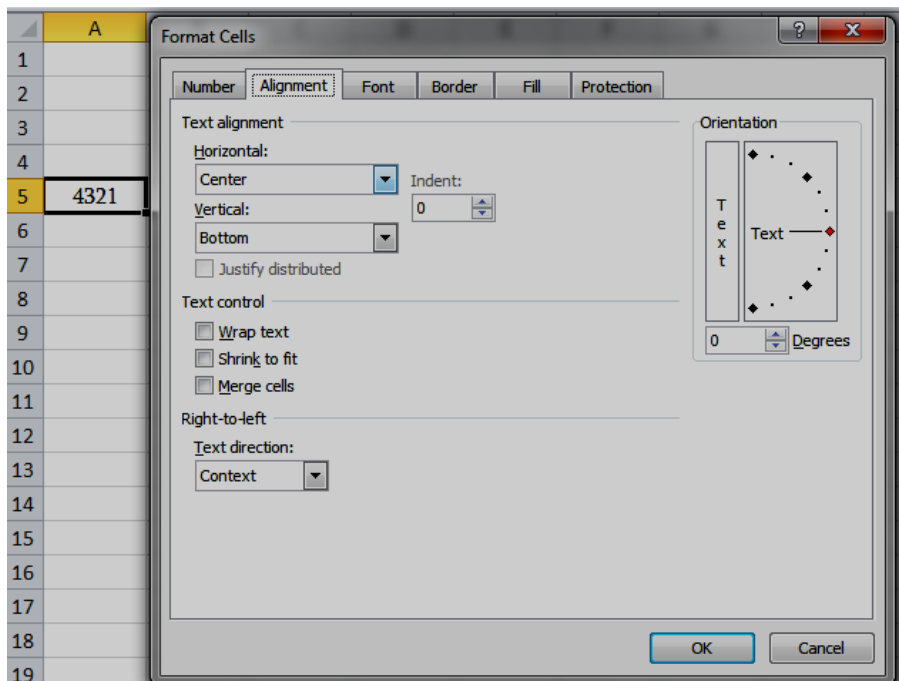 A
Format Cells
1
2
3
4
5
6
7
8
9
10
11
12
13
14
15
16
17
18
19
4321
Number Alignment Font Border Fill Protection
Text alignment
Horizontal:
Center
Indent:
0
Vertical:
Bottom
Justify distributed
Text control
Wrap text
Shrink to fit
Merge cells
Right-to-left
Text direction:
Context
Orientation
Text
Text
0 Degrees
OK Cancel